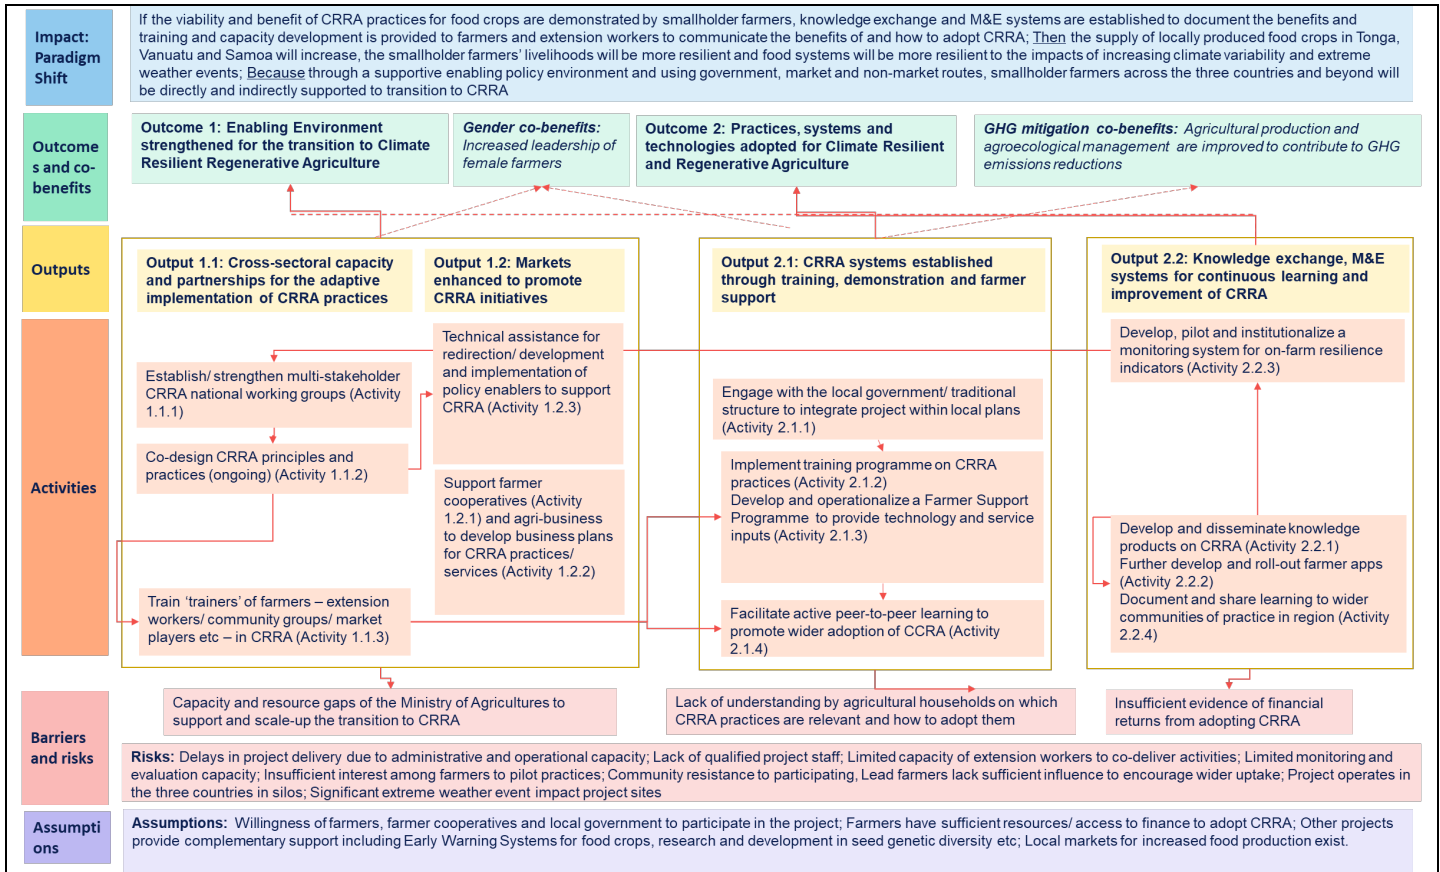 Impact:
Paradigm
Shift
If the viability and benefit of CRRA practices for food crops are demonstrated by smallholder farmers, knowledge exchange and M&E systems are established to document the benefits and
training and capacity development is provided to farmers and extension workers to communicate the benefits of and how to adopt CRRA; Then the supply of locally produced food crops in Tonga,
Vanuatu and Samoa will increase, the smallholder farmers' livelihoods will be more resilient and food systems will be more resilient to the impacts of increasing climate variability and extreme
weather events; Because through a supportive enabling policy environment and using government, market and non-market routes, smallholder farmers across the three countries and beyond will
be directly and indirectly supported to transition to CRRA
Outcome
s and co-
benefits
Outcome 1: Enabling Environment
strengthened for the transition to Climate
Resilient Regenerative Agriculture
Gender co-benefits:
Increased leadership of
female farmers
Outcome 2: Practices, systems and
technologies adopted for Climate Resilient
and Regenerative Agriculture
GHG mitigation co-benefits: Agricultural production and
agroecological management are improved to contribute to GHG
emissions reductions
Outputs
Output 1.1: Cross-sectoral capacity
and partnerships for the adaptive
implementation of CRRA practices
Output 1.2: Markets
enhanced to promote
CRRA initiatives
Output 2.1: CRRA systems established
through training, demonstration and farmer
support
Output 2.2: Knowledge exchange, M&E
systems for continuous learning and
improvement of CRRA
Activities
Establish/ strengthen multi-stakeholder
CRRA national working groups (Activity
1.1.1)
Co-design CRRA principles and
practices (ongoing) (Activity 1.1.2)
Train 'trainers' of farmers – extension
workers/ community groups/ market
players etc – in CRRA (Activity 1.1.3)
Technical assistance for
redirection/ development
and implementation of
policy enablers to support
CRRA (Activity 1.2.3)
Support farmer
cooperatives (Activity
1.2.1) and agri-business
to develop business plans
for CRRA practices/
services (Activity 1.2.2)
Engage with the local government/ traditional
structure to integrate project within local plans
(Activity 2.1.1)
Implement training programme on CRRA
practices (Activity 2.1.2)
Develop and operationalize a Farmer Support
Programme to provide technology and service
inputs (Activity 2.1.3)
Facilitate active peer-to-peer learning to
promote wider adoption of CCRA (Activity
2.1.4)
Develop, pilot and institutionalize a
monitoring system for on-farm resilience
indicators (Activity 2.2.3)
Develop and disseminate knowledge
products on CRRA (Activity 2.2.1)
Further develop and roll-out farmer apps
(Activity 2.2.2)
Document and share learning to wider
communities of practice in region (Activity
2.2.4)
Barriers
and risks
Capacity and resource gaps of the Ministry of Agricultures to
support and scale-up the transition to CRRA
Lack of understanding by agricultural households on which
CRRA practices are relevant and how to adopt them
Insufficient evidence of financial
returns from adopting CRRA
Risks: Delays in project delivery due to administrative and operational capacity; Lack of qualified project staff; Limited capacity of extension workers to co-deliver activities; Limited monitoring and
evaluation capacity; Insufficient interest among farmers to pilot practices; Community resistance to participating, Lead farmers lack sufficient influence to encourage wider uptake; Project operates in
the three countries in silos; Significant extreme weather event impact project sites
Assumpti
ons
Assumptions: Willingness of farmers, farmer cooperatives and local government to participate in the project; Farmers have sufficient resources/ access to finance to adopt CRRA; Other projects
provide complementary support including Early Warning Systems for food crops, research and development in seed genetic diversity etc; Local markets for increased food production exist.